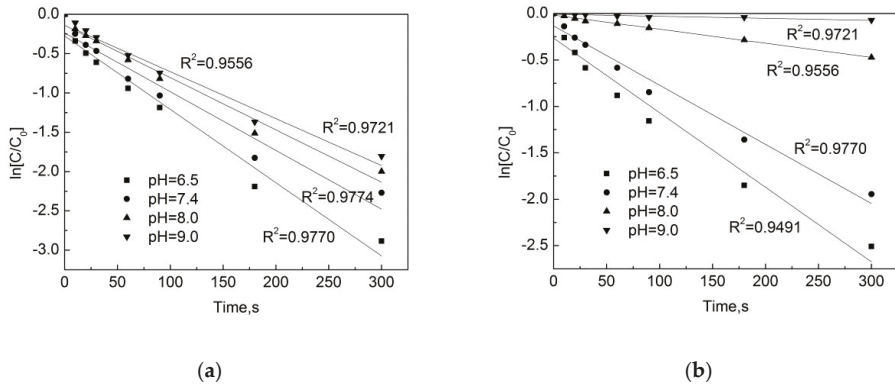 0.0
-0.5
-1.0
-1.5
-2.0
-2.5
-3.0
ln[C/C₀]
R²=0.9556
R²=0.9721
R²=0.9774
R²=0.9770
pH=6.5
pH=7.4
pH=8.0
pH=9.0
0 50 100 150 200 250 300
Time,s
(a)
0.0
-0.5
-1.0
-1.5
-2.0
-2.5
ln[C/C₀]
R²=0.9721
R²=0.9556
R²=0.9770
R²=0.9491
pH=6.5
pH=7.4
pH=8.0
pH=9.0
0 50 100 150 200 250 300
Time,s
(b)